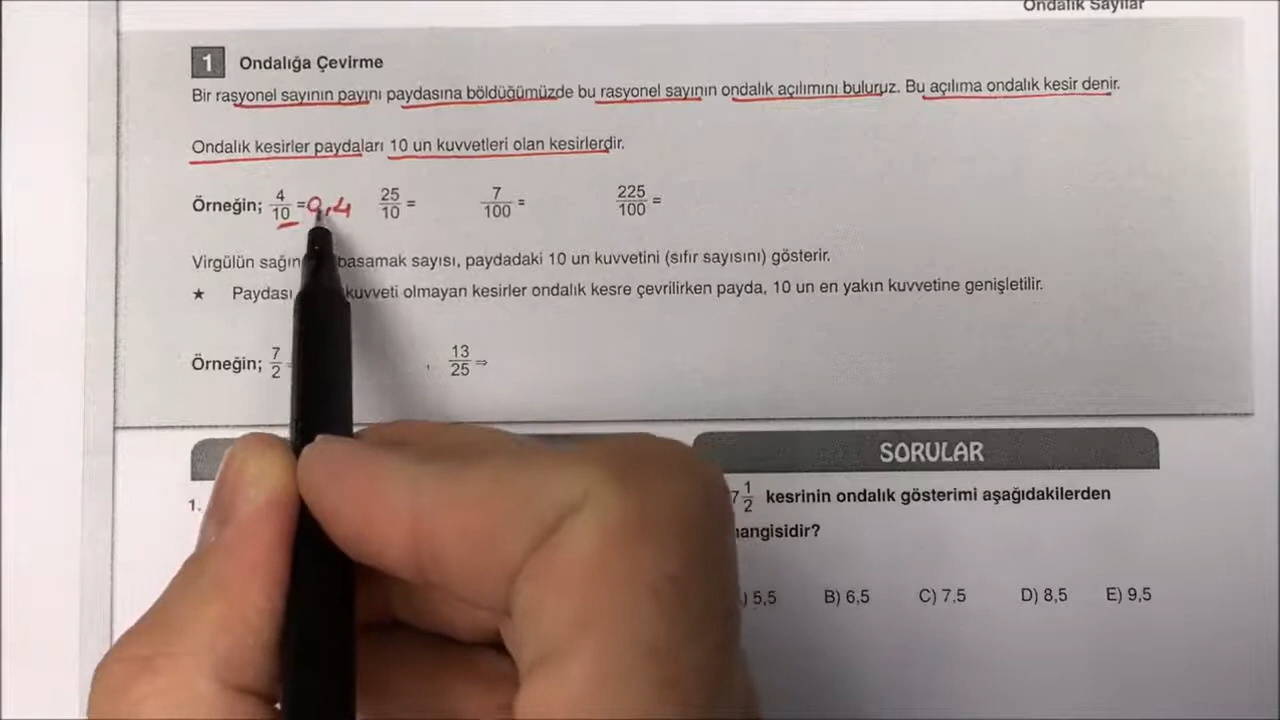 Ondalık Sayılar
1 Ondalığa Çevirme
Bir rasyonel sayının payını paydasına böldüğümüzde bu rasyonel sayının ondalık açılımını buluruz. Bu açılıma ondalık kesir denir.
Ondalık kesirler paydaları 10 un kuvvetleri olan kesirlerdir.
Örneğin; 4/10 = 0,4 25/10 = 7/100 = 225/100 =
Virgülün basamak sayısı, paydadaki 10 un kuvvetini (sıfır sayısını) gösterir.
★ Paydası kuvveti olmayan kesirler ondalık kesre çevrilirken payda, 10 un en yakın kuvvetine genişletilir.
Örneğin; 7/2 , 13/25 ⇒
SORULAR
1. 7 1/2 kesrinin ondalık gösterimi aşağıdakilerden
hangisidir?
) 5,5 B) 6,5 C) 7,5 D) 8,5 E) 9,5